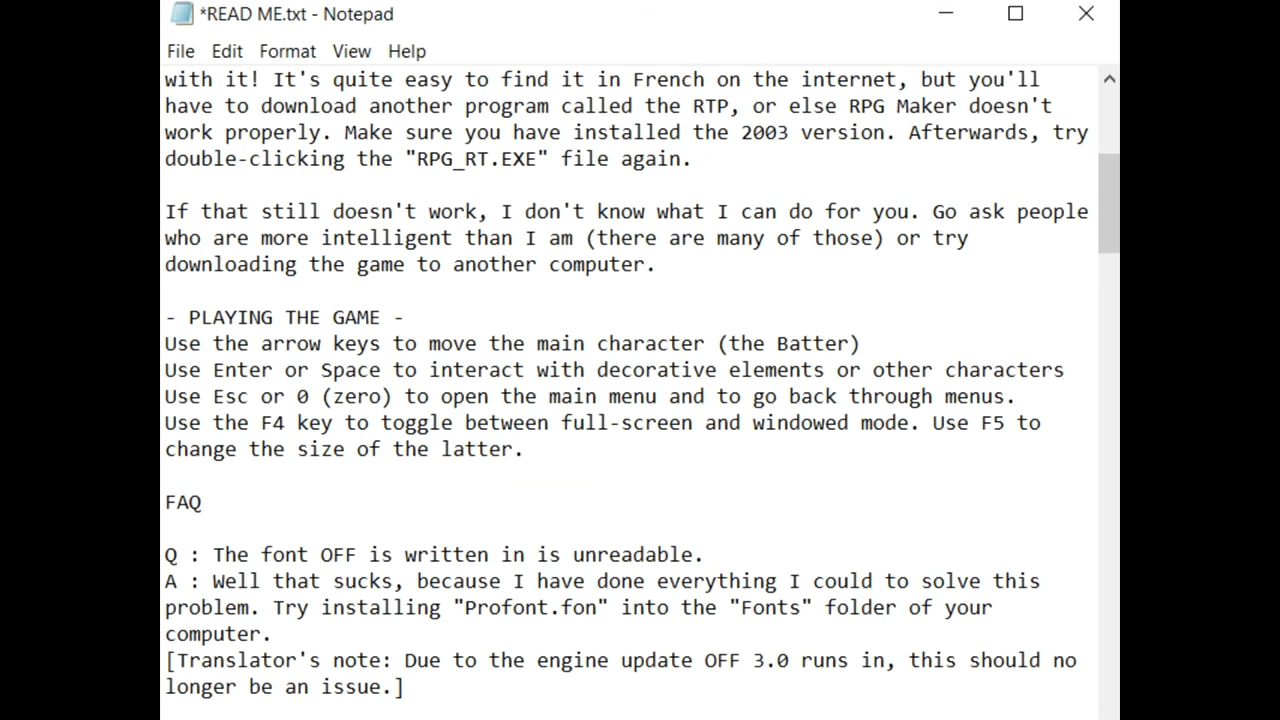 *READ ME.txt - Notepad
File Edit Format View Help
with it! It's quite easy to find it in French on the internet, but you'll
have to download another program called the RTP, or else RPG Maker doesn't
work properly. Make sure you have installed the 2003 version. Afterwards, try
double-clicking the "RPG_RT.EXE" file again.
If that still doesn't work, I don't know what I can do for you. Go ask people
who are more intelligent than I am (there are many of those) or try
downloading the game to another computer.
- PLAYING THE GAME -
Use the arrow keys to move the main character (the Batter)
Use Enter or Space to interact with decorative elements or other characters
Use Esc or 0 (zero) to open the main menu and to go back through menus.
Use the F4 key to toggle between full-screen and windowed mode. Use F5 to
change the size of the latter.
FAQ
Q : The font OFF is written in is unreadable.
A : Well that sucks, because I have done everything I could to solve this
problem. Try installing "Profont.fon" into the "Fonts" folder of your
computer.
[Translator's note: Due to the engine update OFF 3.0 runs in, this should no
longer be an issue.]